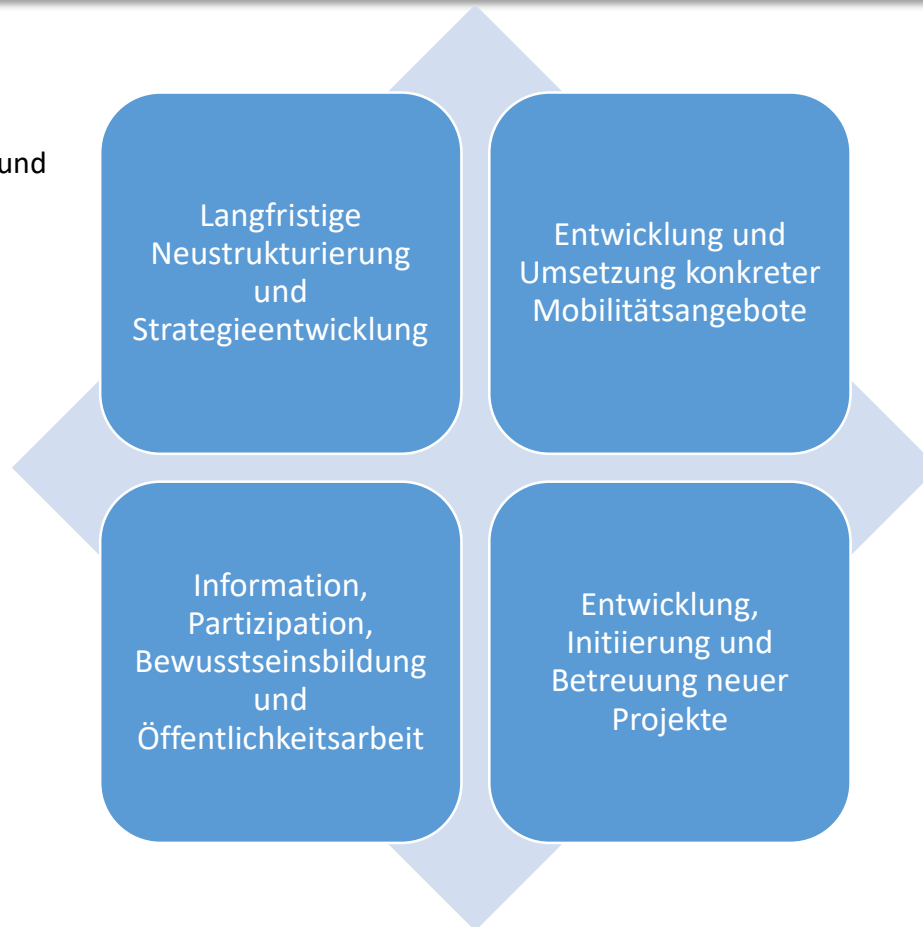 und
Langfristige
Neustrukturierung
und
Strategieentwicklung
Entwicklung und
Umsetzung konkreter
Mobilitätsangebote
Information,
Partizipation,
Bewusstseinsbildung
und
Öffentlichkeitsarbeit
Entwicklung,
Initiierung und
Betreuung neuer
Projekte